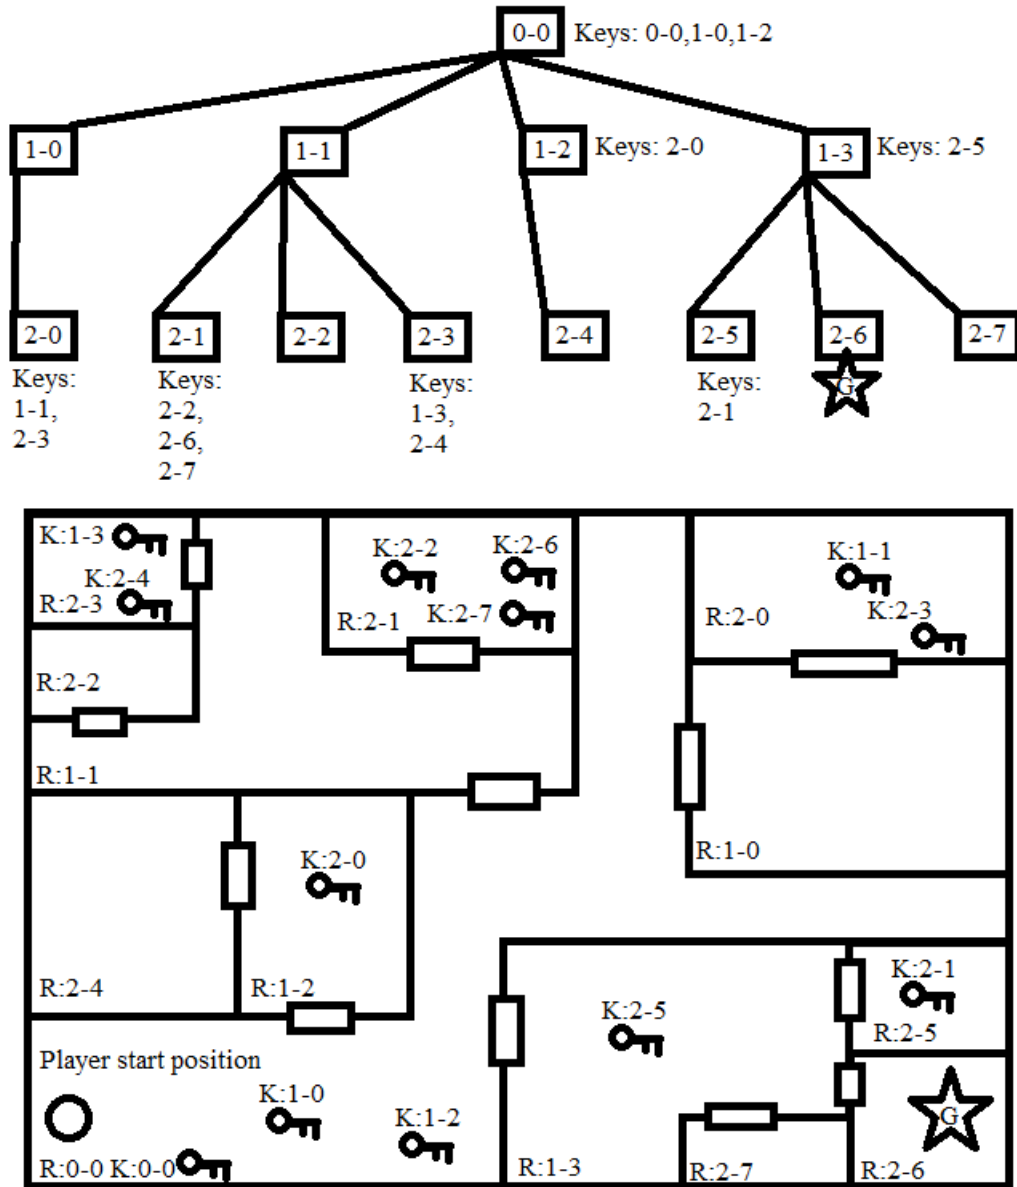 0-0 Keys: 0-0,1-0,1-2
1-0 1-1 1-2 Keys: 2-0 1-3 Keys: 2-5
2-0 2-1 2-2 2-3 2-4 2-5 2-6 2-7
Keys:
1-1,
2-3
Keys:
2-2,
2-6,
2-7
Keys:
1-3,
2-4
Keys:
2-1
G
K:1-3
K:2-4
R:2-3
K:2-2
K:2-6
K:2-7
R:2-1
K:1-1
K:2-3
R:2-0
R:2-2
R:1-1
R:1-0
K:2-0
R:2-4
R:1-2
K:2-1
R:2-5
K:2-5
Player start position
K:1-0
K:1-2
R:0-0 K:0-0
R:1-3
R:2-7
G
R:2-6